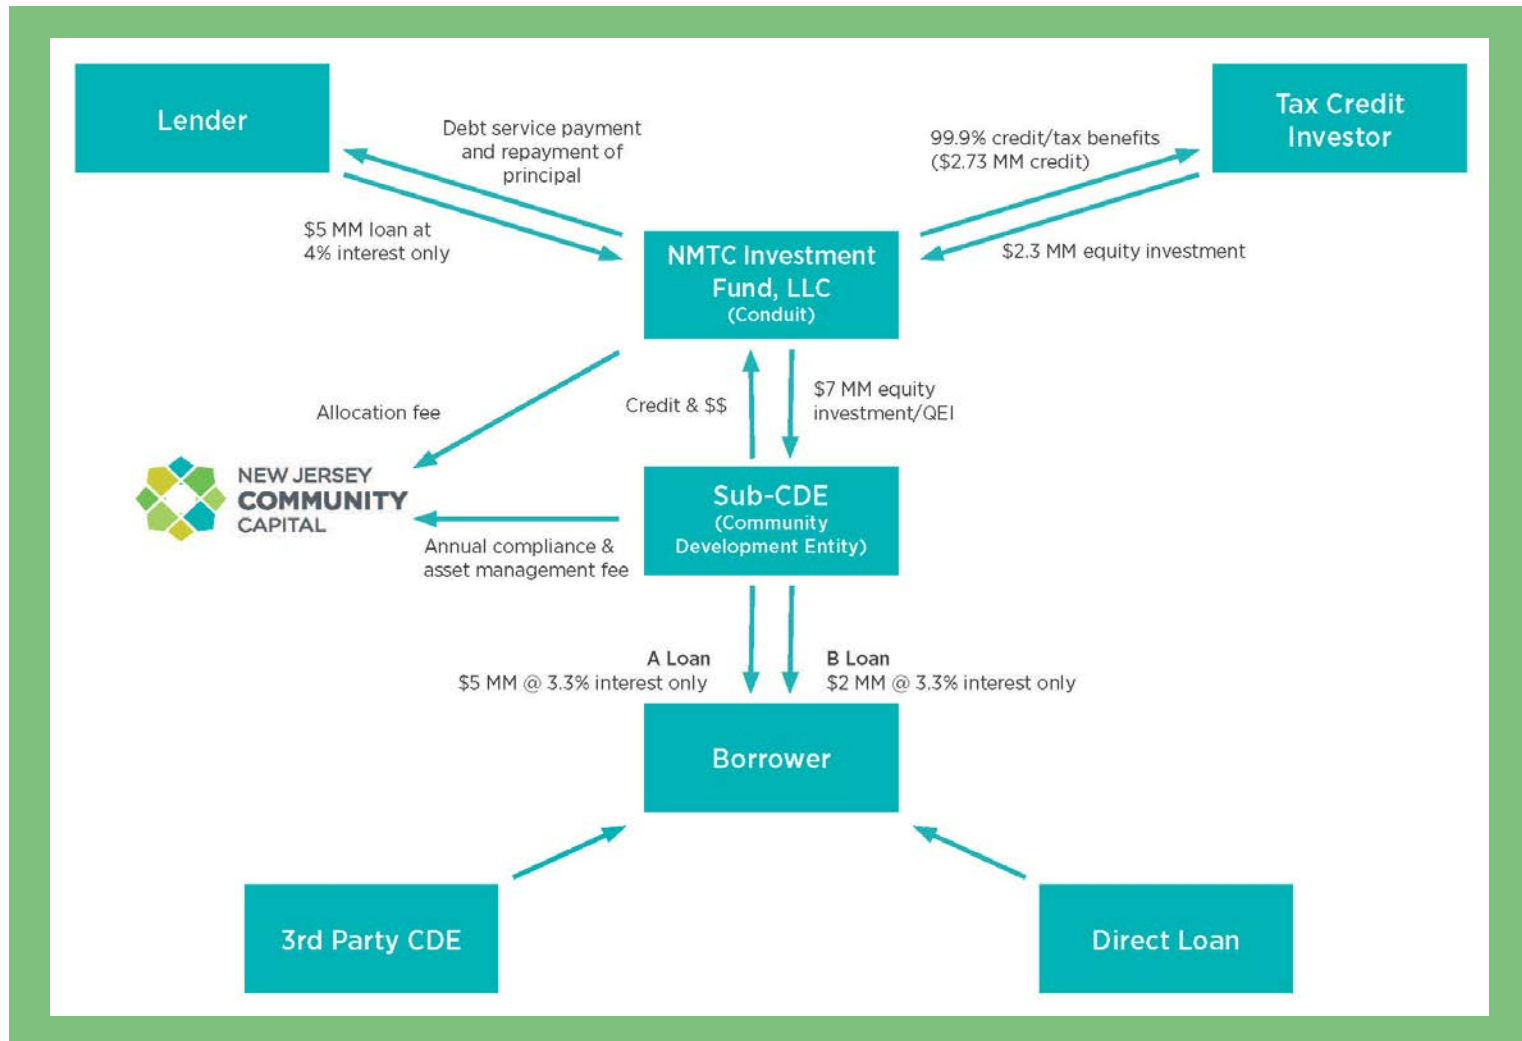 Lender
Tax Credit
Investor
Debt service payment
and repayment of
principal
99.9% credit/tax benefits
($2.73 MM credit)
$5 MM loan at
4% interest only
$2.3 MM equity investment
NMTC Investment
Fund, LLC
(Conduit)
Allocation fee
Credit & $$
$7 MM equity
investment/QEI
NEW JERSEY
COMMUNITY
CAPITAL
Sub-CDE
(Community
Development Entity)
Annual compliance &
asset management fee
A Loan
$5 MM @ 3.3% interest only
B Loan
$2 MM @ 3.3% interest only
Borrower
3rd Party CDE
Direct Loan